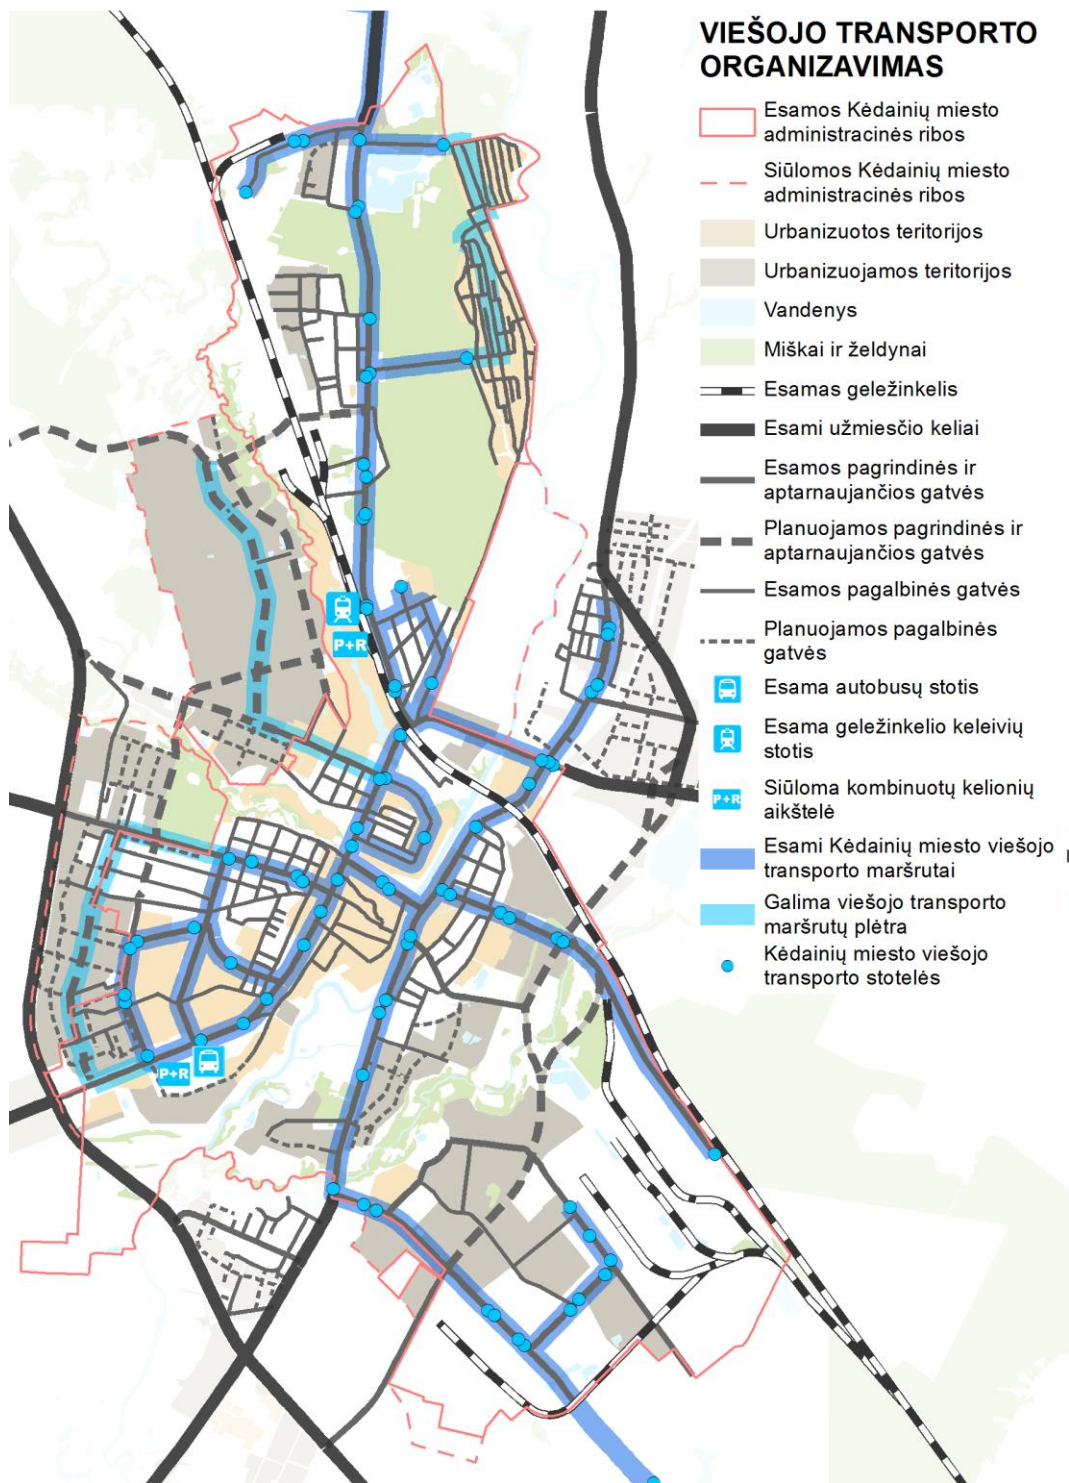 VIEŠOJO TRANSPORTO
ORGANIZAVIMAS
Esamos Kėdainių miesto
administracinės ribos
Siūlomos Kėdainių miesto
administracinės ribos
Urbanizuotos teritorijos
Urbanizuojamos teritorijos
Vandenys
Miškai ir želdynai
Esamas geležinkelis
Esami užmiesčio keliai
Esamos pagrindinės ir
aptarnaujančios gatvės
Planuojamos pagrindinės ir
aptarnaujančios gatvės
Esamos pagalbinės gatvės
Planuojamos pagalbinės
gatvės
Esama autobusų stotis
Esama geležinkelio keleivių
stotis
P+R
Siūloma kombinuotų kelionių
aikštelė
Esami Kėdainių miesto viešojo
transporto maršrutai
Galima viešojo transporto
maršrutų plėtra
Kėdainių miesto viešojo
transporto stotelės
P+R
P+R